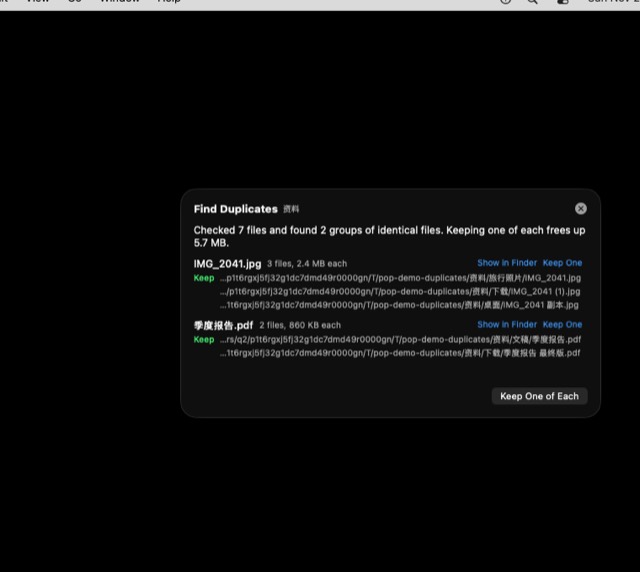 View Go Window Help
Find Duplicates 资料
Checked 7 files and found 2 groups of identical files. Keeping one of each frees up
5.7 MB.
IMG_2041.jpg 3 files, 2.4 MB each Show in Finder Keep One
Keep ...p1t6rgxj5fj32g1dc7dmd49r0000gn/T/pop-demo-duplicates/资料/旅行照片/IMG_2041.jpg
.../p1t6rgxj5fj32g1dc7dmd49r0000gn/T/pop-demo-duplicates/资料/下载/IMG_2041 (1).jpg
...1t6rgxj5fj32g1dc7dmd49r0000gn/T/pop-demo-duplicates/资料/桌面/IMG_2041 副本.jpg
季度报告.pdf 2 files, 860 KB each Show in Finder Keep One
Keep ...rs/q2/p1t6rgxj5fj32g1dc7dmd49r0000gn/T/pop-demo-duplicates/资料/文稿/季度报告.pdf
...1t6rgxj5fj32g1dc7dmd49r0000gn/T/pop-demo-duplicates/资料/下载/季度报告 最终版.pdf
Keep One of Each